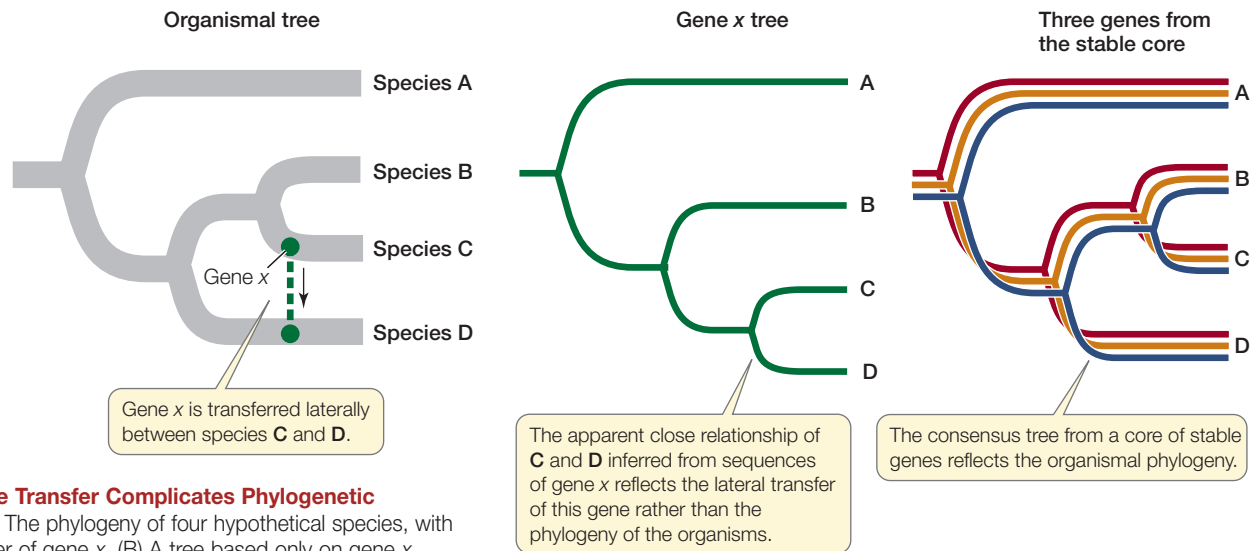 Organismal tree
Species A
Species B
Species C
Gene x
Species D
Gene x is transferred laterally
between species C and D.
Gene x tree
A
B
C
D
The apparent close relationship of
C and D inferred from sequences
of gene x reflects the lateral transfer
of this gene rather than the
phylogeny of the organisms.
Three genes from
the stable core
A
B
C
D
The consensus tree from a core of stable
genes reflects the organismal phylogeny.
Transfer Complicates Phylogenetic
The phylogeny of four hypothetical species, with
of gene x. (B) A tree based only on gene x